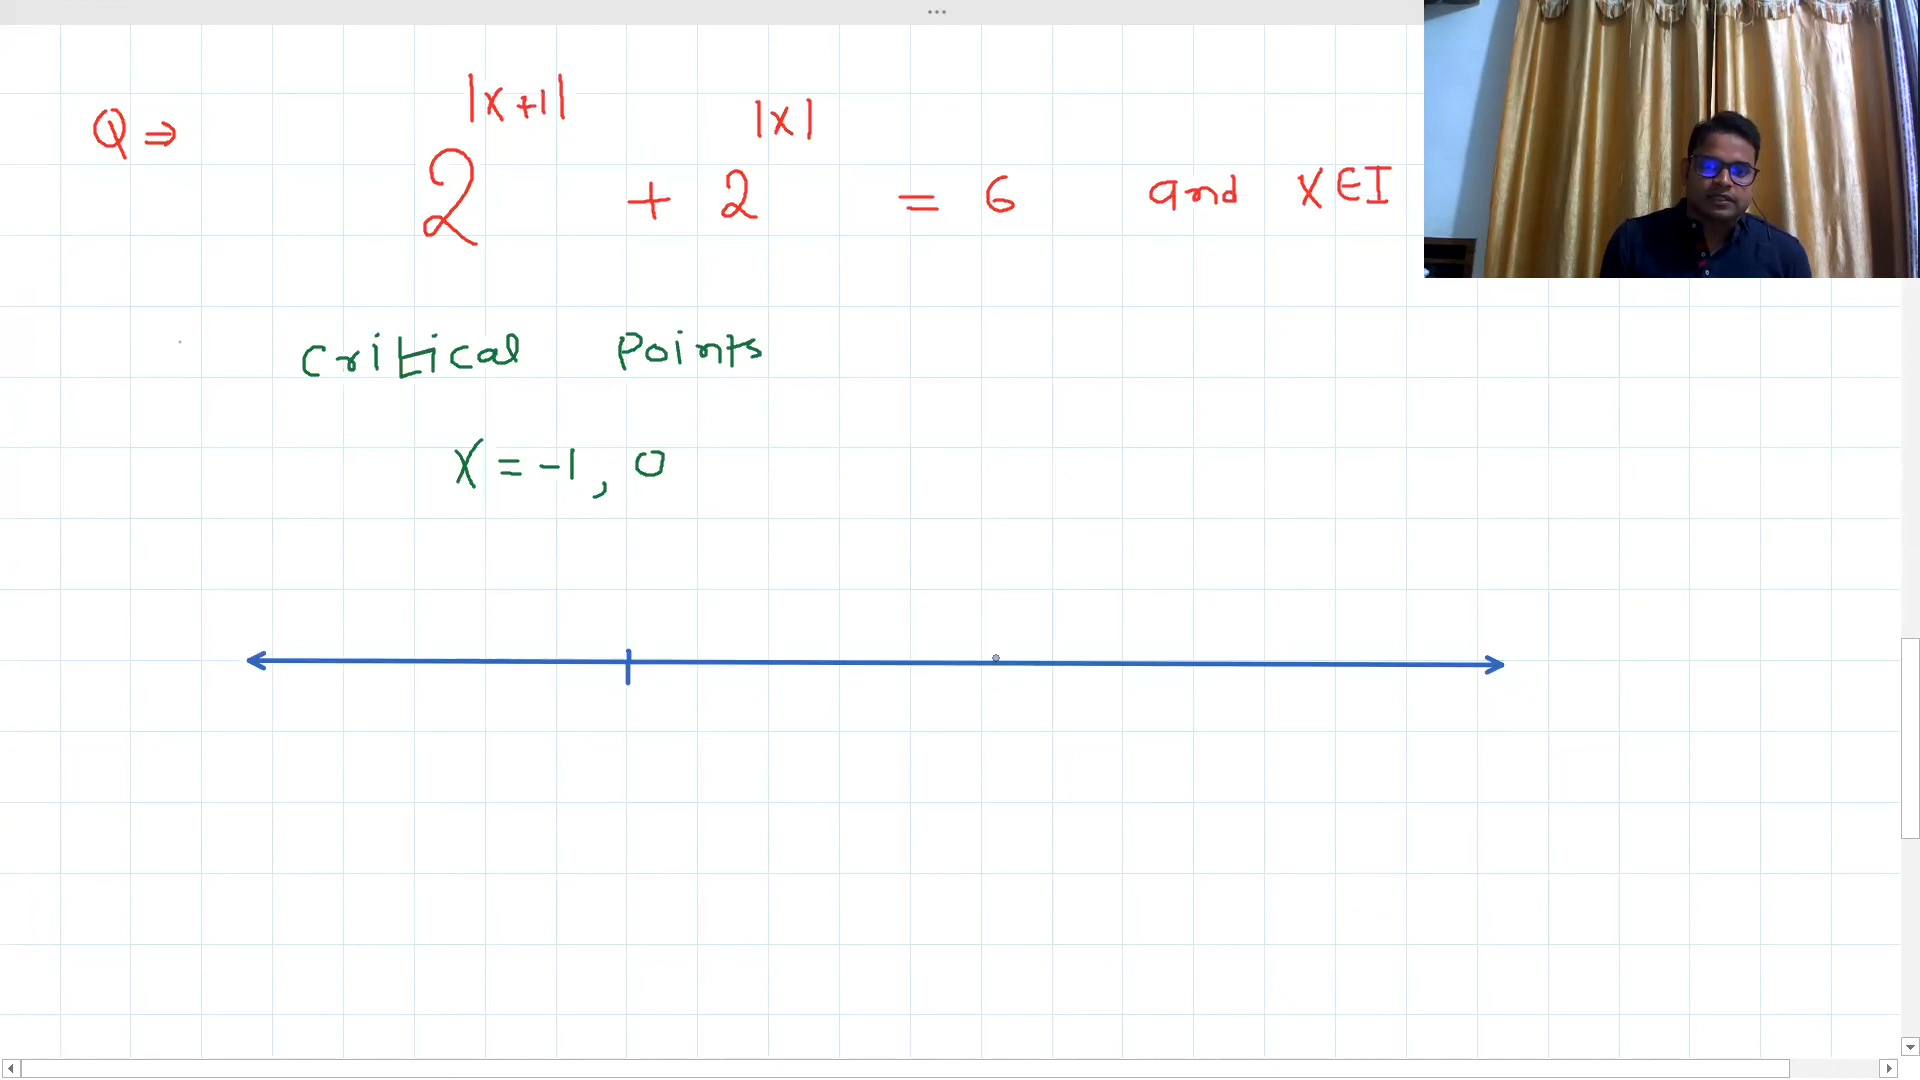 Q ⇒ 2^|x+1| + 2^|x| = 6 and x∈I
Critical Points
x = -1, 0